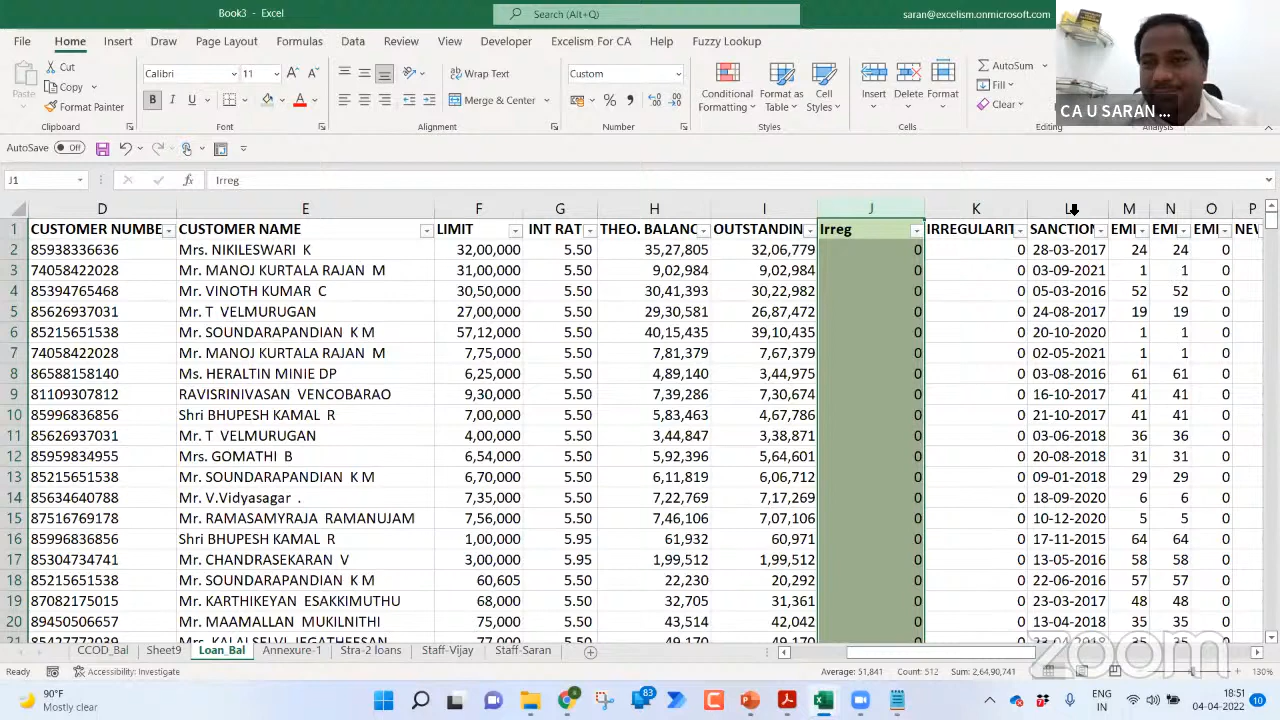 Book3 - Excel
Search (Alt+Q)
saran@excelism.onmicrosoft.com
File Home Insert Draw Page Layout Formulas Data Review View Developer Excelism For CA Help Fuzzy Lookup
Paste
Cut
Copy
Format Painter
Clipboard
Calibri 11
B I U
Font
Wrap Text
Merge & Center
Alignment
Custom
Number
Conditional Formatting
Format as Table
Cell Styles
Styles
Insert Delete Format
Cells
AutoSum
Fill
Clear
Editing
Analysis
CA U SARAN ...
AutoSave Off
J1 fx Irreg
D E F G H I J K L M N O P
1 CUSTOMER NUMBE CUSTOMER NAME LIMIT INT RAT THEO. BALANC OUTSTANDIN Irreg IRREGULARIT SANCTION EMI EMI EMI NEV
2 85938336636 Mrs. NIKILESWARI K 32,00,000 5.50 35,27,805 32,06,779 0 0 28-03-2017 24 24 0
3 74058422028 Mr. MANOJ KURTALA RAJAN M 31,00,000 5.50 9,02,984 9,02,984 0 0 03-09-2021 1 1 0
4 85394765468 Mr. VINOTH KUMAR C 30,50,000 5.50 30,41,393 30,22,982 0 0 05-03-2016 52 52 0
5 85626937031 Mr. T VELMURUGAN 27,00,000 5.50 29,30,581 26,87,472 0 0 24-08-2017 19 19 0
6 85215651538 Mr. SOUNDARAPANDIAN K M 57,12,000 5.50 40,15,435 39,10,435 0 0 20-10-2020 1 1 0
7 74058422028 Mr. MANOJ KURTALA RAJAN M 7,75,000 5.50 7,81,379 7,67,379 0 0 02-05-2021 1 1 0
8 86588158140 Ms. HERALTIN MINIE DP 6,25,000 5.50 4,89,140 3,44,975 0 0 03-08-2016 61 61 0
9 81109307812 RAVISRINIVASAN VENCOBARAO 9,30,000 5.50 7,39,286 7,30,674 0 0 16-10-2017 41 41 0
10 85996836856 Shri BHUPESH KAMAL R 7,00,000 5.50 5,83,463 4,67,786 0 0 21-10-2017 41 41 0
11 85626937031 Mr. T VELMURUGAN 4,00,000 5.50 3,44,847 3,38,871 0 0 03-06-2018 36 36 0
12 85959834955 Mrs. GOMATHI B 6,54,000 5.50 5,92,396 5,64,601 0 0 20-08-2018 31 31 0
13 85215651538 Mr. SOUNDARAPANDIAN K M 6,70,000 5.50 6,11,819 6,06,712 0 0 09-01-2018 29 29 0
14 85634640788 Mr. V.Vidyasagar . 7,35,000 5.50 7,22,769 7,17,269 0 0 18-09-2020 6 6 0
15 87516769178 Mr. RAMASAMYRAJA RAMANUJAM 7,56,000 5.50 7,46,106 7,07,106 0 0 10-12-2020 5 5 0
16 85996836856 Shri BHUPESH KAMAL R 1,00,000 5.95 61,932 60,971 0 0 17-11-2015 64 64 0
17 85304734741 Mr. CHANDRASEKARAN V 3,00,000 5.95 1,99,512 1,99,512 0 0 13-05-2016 58 58 0
18 85215651538 Mr. SOUNDARAPANDIAN K M 60,605 5.50 22,230 20,292 0 0 22-06-2016 57 57 0
19 87082175015 Mr. KARTHIKEYAN ESAKKIMUTHU 68,000 5.50 32,705 31,361 0 0 23-03-2017 48 48 0
20 89450506657 Mr. MAAMALLAN MUKILNITHI 75,000 5.50 43,514 42,042 0 0 13-04-2018 35 35 0
21 85427772039 Mrs. KALAI SELVI JEGATHEESAN 77,000 5.50 49,170 49,170 0 0
CCOD_Bal Sheet9 Loan_Bal Annexure-1 Stra-z_loans Staff-Vijay Staff-Saran
zoom
Ready Accessibility: Investigate Average: 51,841 Count: 512 Sum: 2,64,90,741 130%
90°F
Mostly clear
83
ENG
IN
18:51
04-04-2022
10